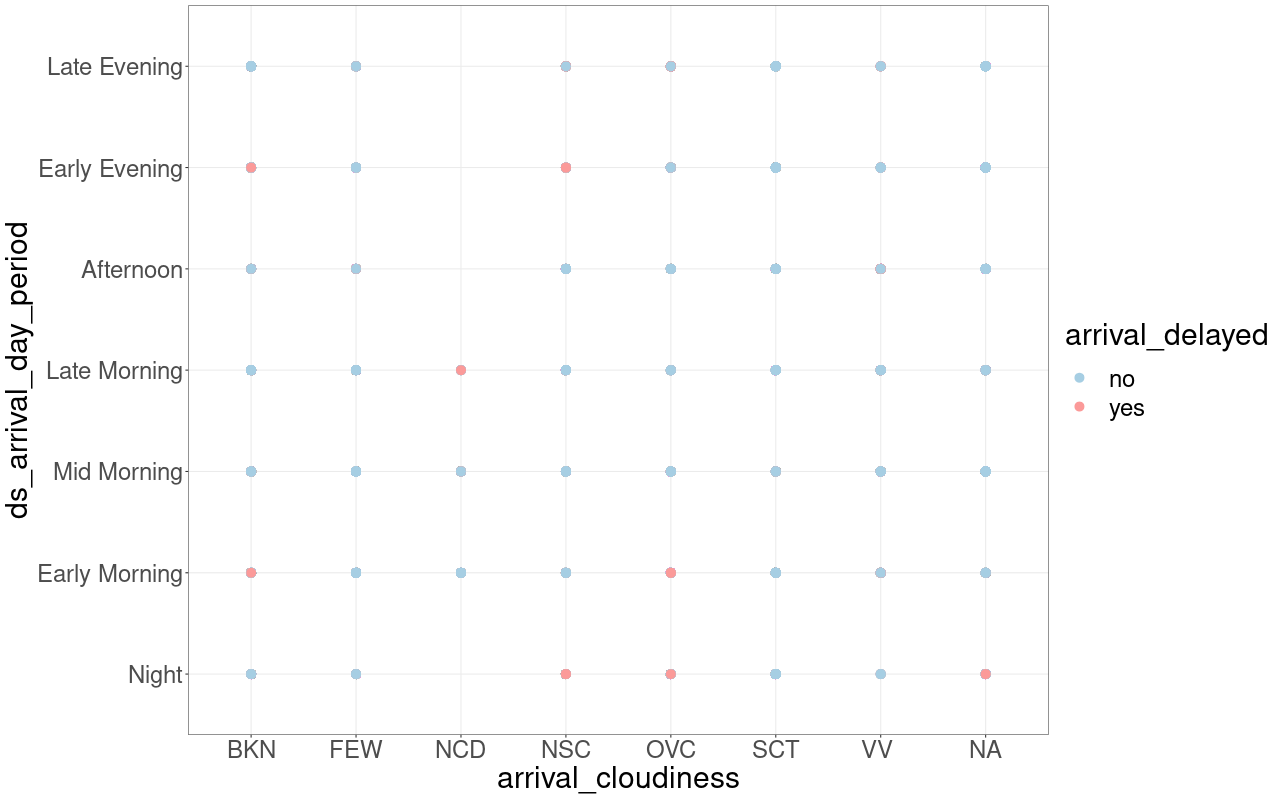 ds_arrival_day_period
Late Evening
Early Evening
Afternoon
Late Morning
Mid Morning
Early Morning
Night
BKN FEW NCD NSC OVC SCT VV NA
arrival_cloudiness
arrival_delayed
no
yes